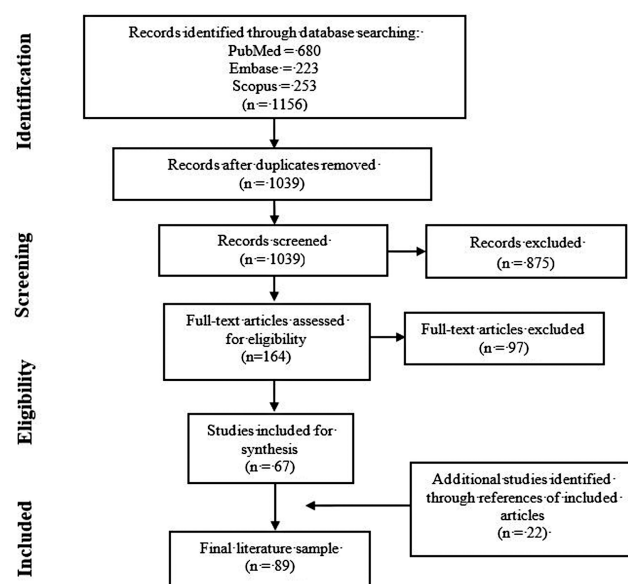 Identification
Records identified through database searching:
PubMed = 680
Embase = 223
Scopus = 253
(n = 1156)
Records after duplicates removed
(n = 1039)
Screening
Records screened
(n = 1039)
Records excluded
(n = 875)
Full-text articles assessed
for eligibility
(n=164)
Full-text articles excluded
(n = 97)
Eligibility
Studies included for
synthesis
(n = 67)
Additional studies identified
through references of included
articles
(n = 22)
Included
Final literature sample
(n = 89)